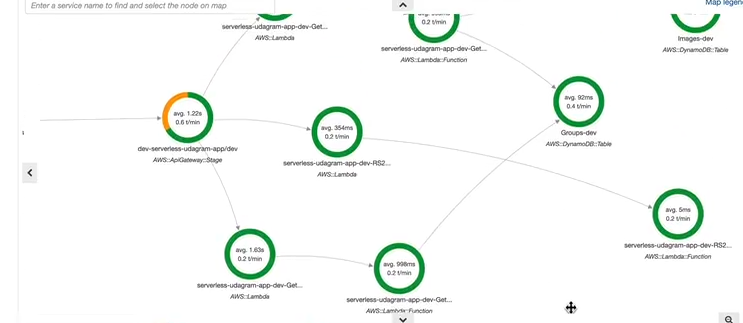 Enter a service name to find and select the node on map
Map legen
serverless-udagram-app-dev-Get...
AWS::Lambda
0.2 t/min
serverless-udagram-app-dev-Get...
AWS::Lambda::Function
Images-dev
AWS::DynamoDB::Table
avg. 1.22s
0.6 t/min
dev-serverless-udagram-app/dev
AWS::ApiGateway::Stage
avg. 354ms
0.2 t/min
serverless-udagram-app-dev-RS2...
AWS::Lambda
avg. 92ms
0.4 t/min
Groups-dev
AWS::DynamoDB::Table
avg. 5ms
0.2 t/min
serverless-udagram-app-dev-RS2...
AWS::Lambda::Function
avg. 1.63s
0.2 t/min
serverless-udagram-app-dev-Get...
AWS::Lambda
avg. 998ms
0.2 t/min
serverless-udagram-app-dev-Get...
AWS::Lambda::Function